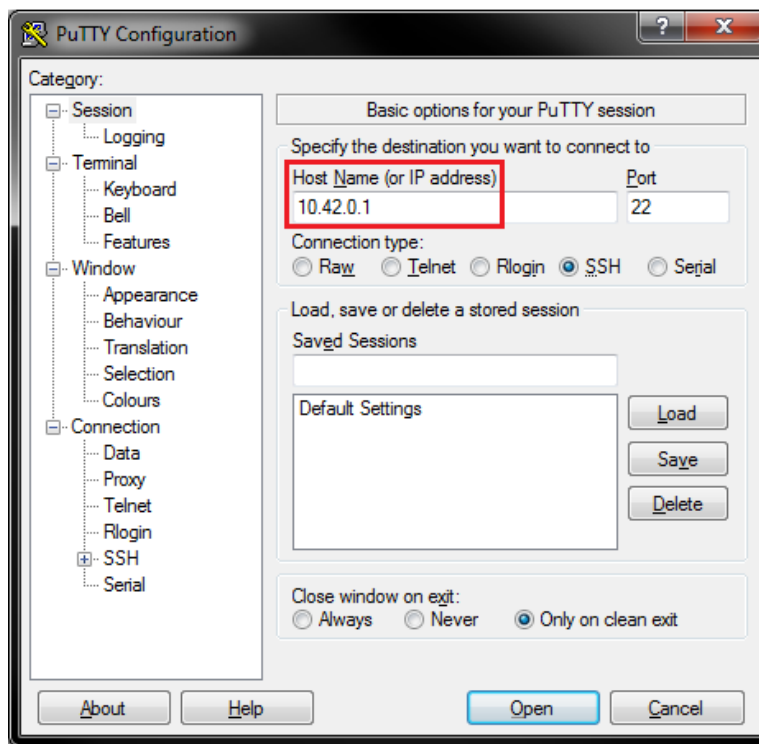 PuTTY Configuration
?
X
Category:
Session
Logging
Terminal
Keyboard
Bell
Features
Window
Appearance
Behaviour
Translation
Selection
Colours
Connection
Data
Proxy
Telnet
Rlogin
SSH
Serial
Basic options for your PuTTY session
Specify the destination you want to connect to
Host Name (or IP address) Port
10.42.0.1 22
Connection type:
Raw Telnet Rlogin SSH Serial
Load, save or delete a stored session
Saved Sessions
Default Settings
Load
Save
Delete
Close window on exit:
Always Never Only on clean exit
About Help Open Cancel